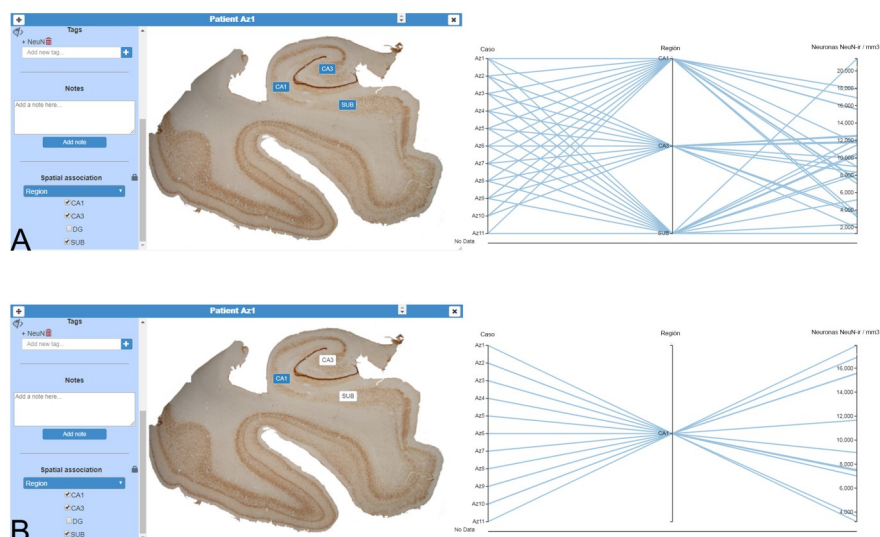 Patient Az1
Tags
+ NeuN
Add new tag...
Notes
Add a note here...
Add note
Spatial association
Region
CA1
CA3
DG
SUB
A
CA3
CA1
SUB
Caso
Región
Neuronas NeuN-ir / mm3
Az1
Az2
Az3
Az4
Az5
Az6
Az7
Az8
Az9
Az10
Az11
No Data
CA1
CA3
SUB
20,000
18,000
16,000
14,000
12,000
10,000
8,000
6,000
4,000
2,000
Patient Az1
Tags
+ NeuN
Add new tag...
Notes
Add a note here...
Add note
Spatial association
Region
CA1
CA3
DG
SUB
B
CA3
CA1
SUB
Caso
Región
Neuronas NeuN-ir / mm3
Az1
Az2
Az3
Az4
Az5
Az6
Az7
Az8
Az9
Az10
Az11
No Data
CA1
16,000
14,000
12,000
10,000
8,000
6,000
4,000